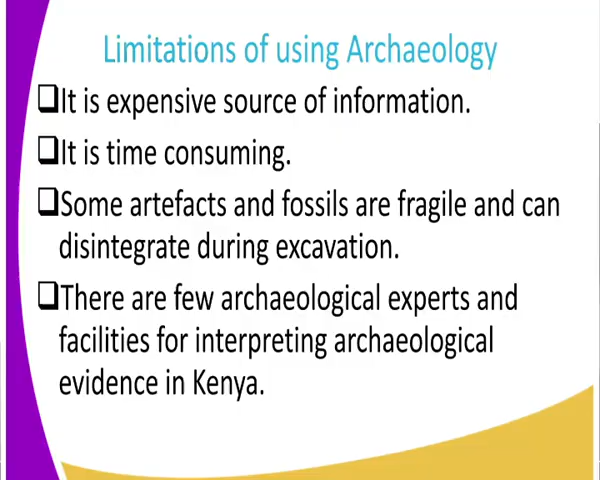 Limitations of using Archaeology
❑It is expensive source of information.
❑It is time consuming.
❑Some artefacts and fossils are fragile and can
disintegrate during excavation.
❑There are few archaeological experts and
facilities for interpreting archaeological
evidence in Kenya.